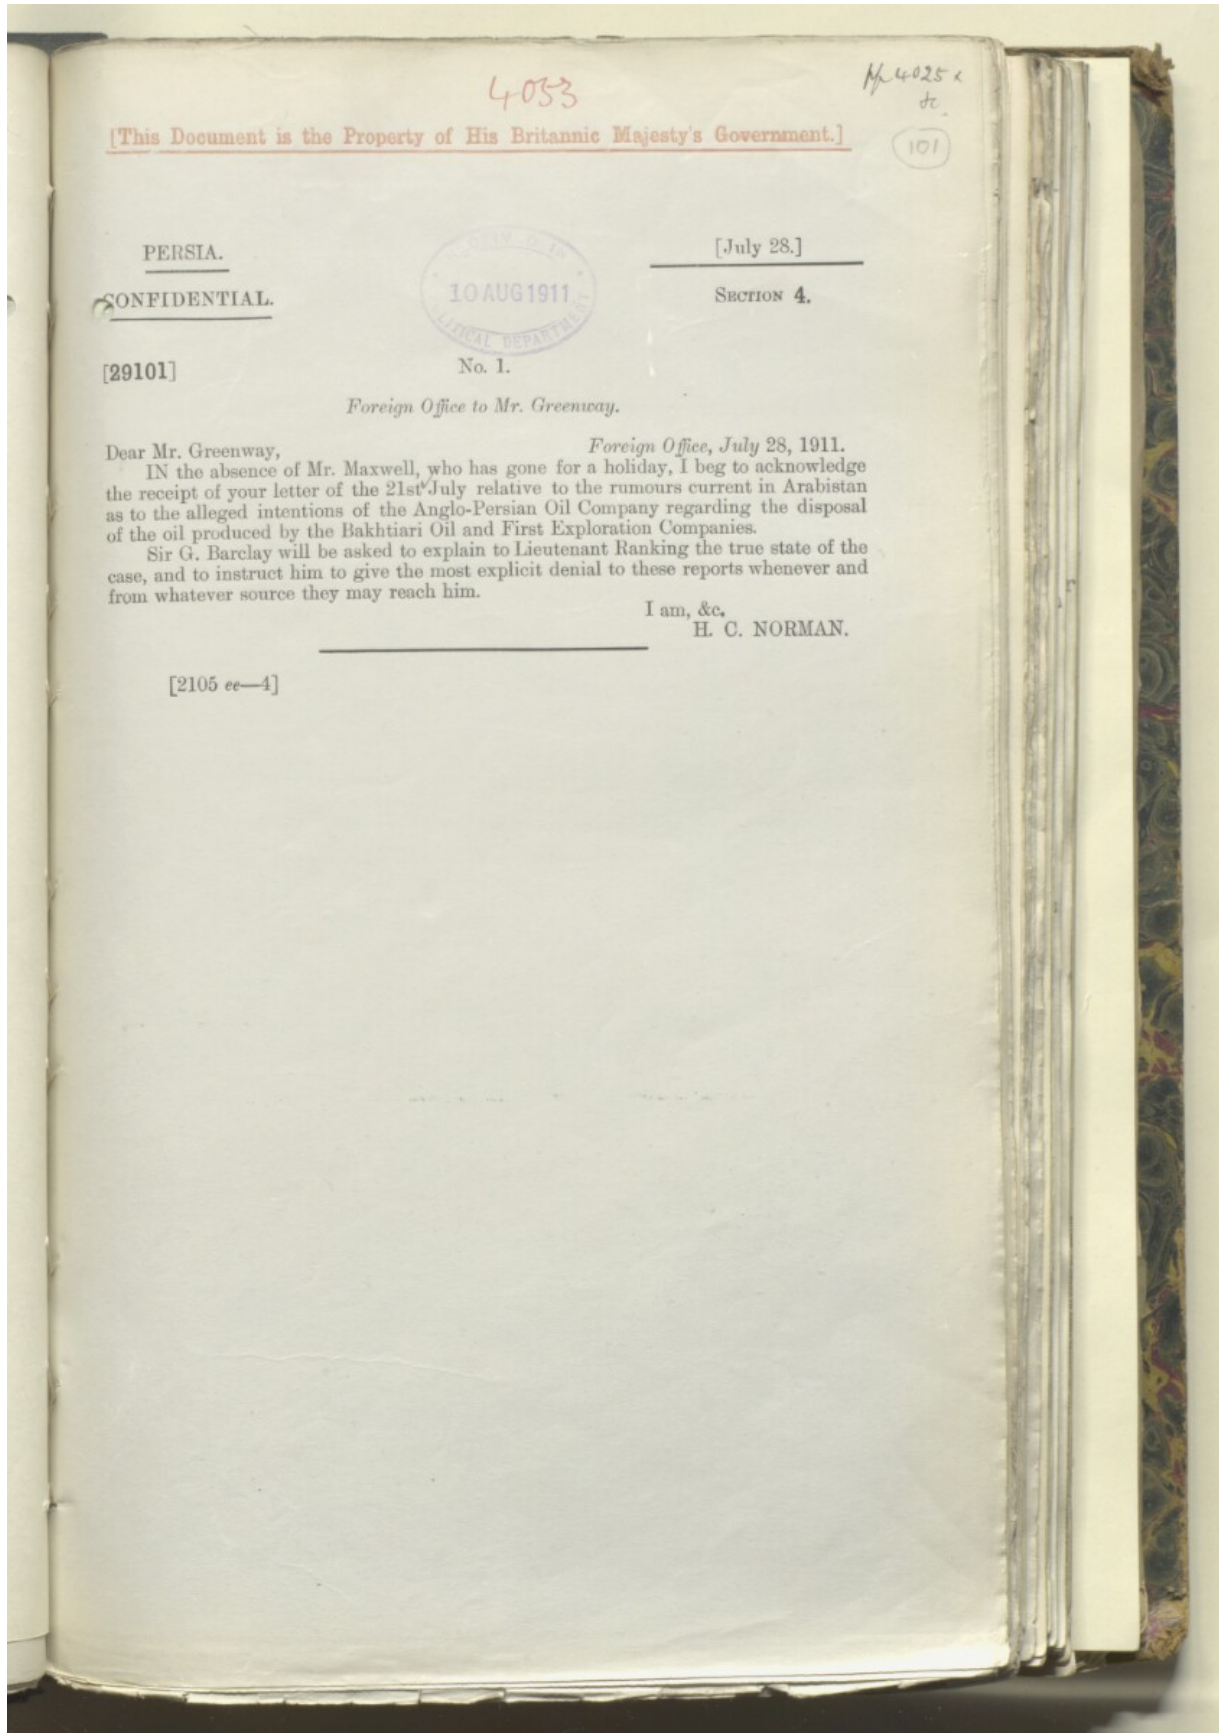 4053
4025
[This Document is the Property of His Britannic Majesty's Government.]
101
PERSIA.
[July 28.]
CONFIDENTIAL.
10 AUG 1911
SECTION 4.
DEPARTMENT
[29101]
No. 1.
Foreign Office to Mr. Greenway.
Dear Mr. Greenway,
Foreign Office, July 28, 1911.
IN the absence of Mr. Maxwell, who has gone for a holiday, I beg to acknowledge
the receipt of your letter of the 21st July relative to the rumours current in Arabistan
as to the alleged intentions of the Anglo-Persian Oil Company regarding the disposal
of the oil produced by the Bakhtiari Oil and First Exploration Companies.
Sir G. Barclay will be asked to explain to Lieutenant Ranking the true state of the
case, and to instruct him to give the most explicit denial to these reports whenever and
from whatever source they may reach him.
I am, &c.
H. C. NORMAN.
[2105 ee—4]